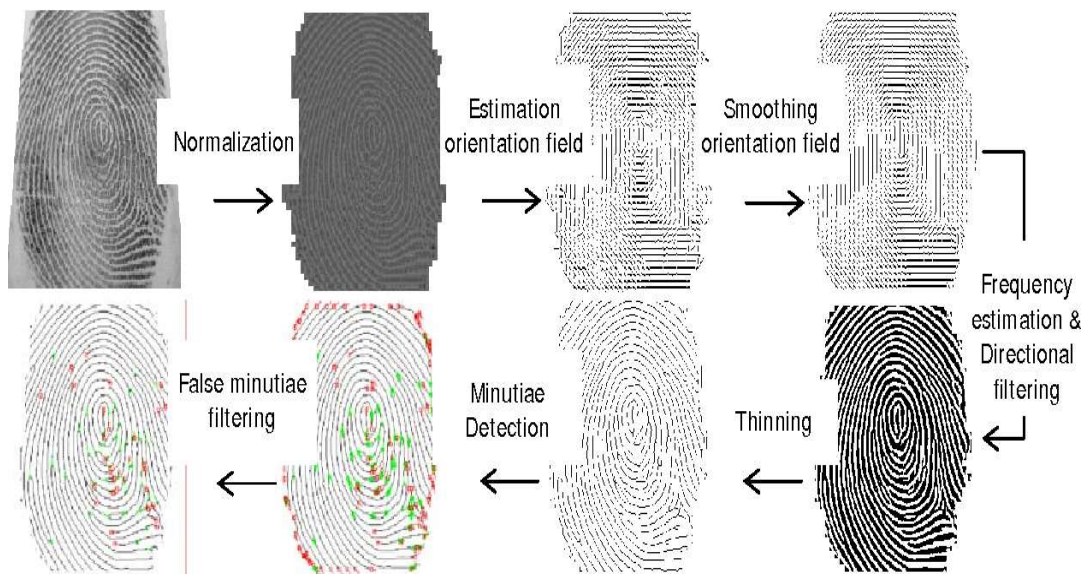 Normalization
Estimation
orientation field
Smoothing
orientation field
Frequency
estimation &
Directional
filtering
Thinning
Minutiae
Detection
False minutiae
filtering